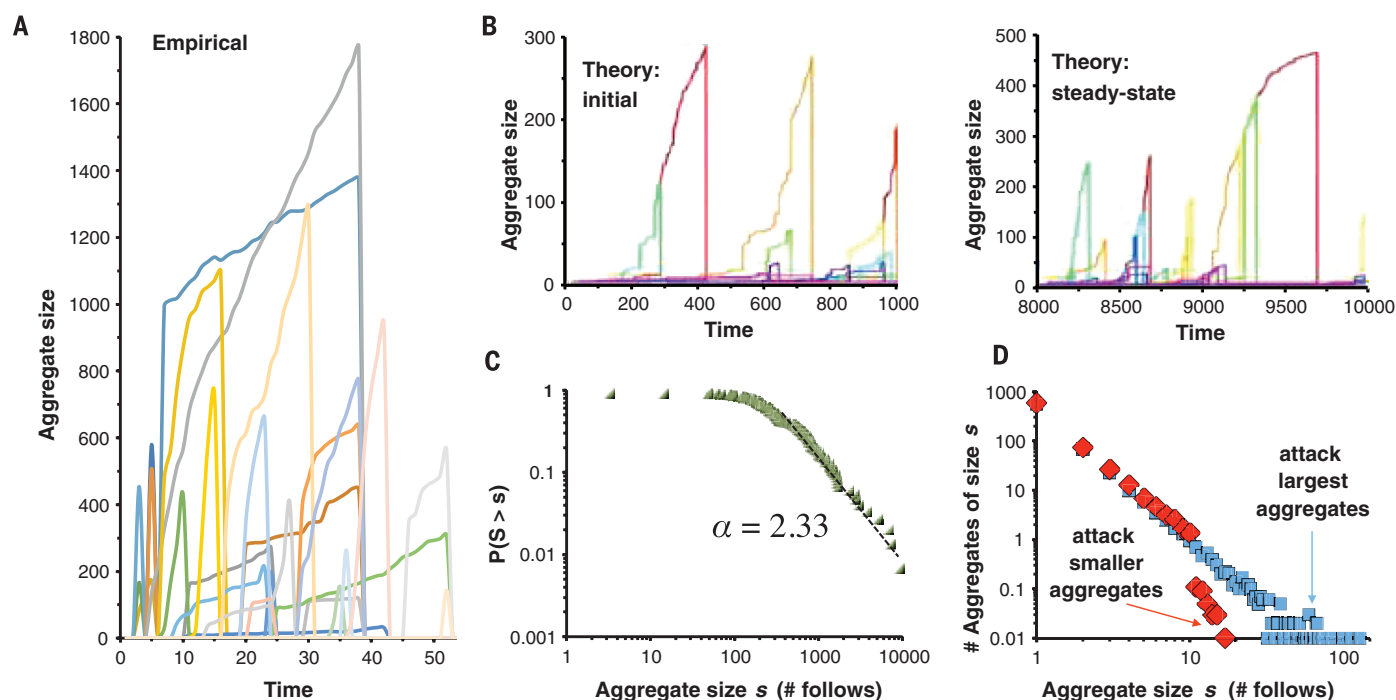 A
Empirical
Aggregate size
1800
1600
1400
1200
1000
800
600
400
200
0
0
10
20
30
40
50
Time
B
Theory:
initial
Aggregate size
300
200
100
0
0
200
400
600
800
1000
Time
Theory:
steady-state
Aggregate size
500
400
300
200
100
0
8000
8500
9000
9500
10000
Time
C
P(S > s)
1
0.1
0.01
0.001
α = 2.33
1
10
100
1000
10000
Aggregate size s (# follows)
D
# Aggregates of size s
1000
100
10
1
0.1
0.01
attack
largest
aggregates
attack
smaller
aggregates
1
10
100
Aggregate size s (# follows)